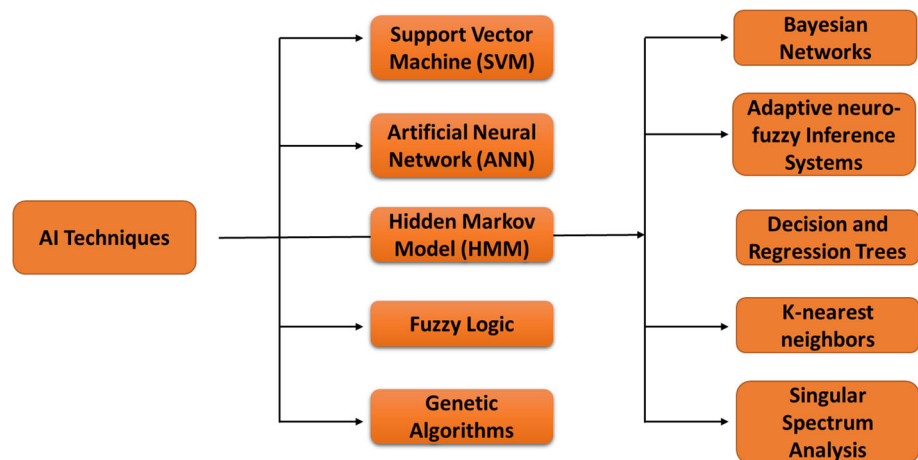 AI Techniques
Support Vector
Machine (SVM)
Artificial Neural
Network (ANN)
Hidden Markov
Model (HMM)
Fuzzy Logic
Genetic
Algorithms
Bayesian
Networks
Adaptive neuro-
fuzzy Inference
Systems
Decision and
Regression Trees
K-nearest
neighbors
Singular
Spectrum
Analysis